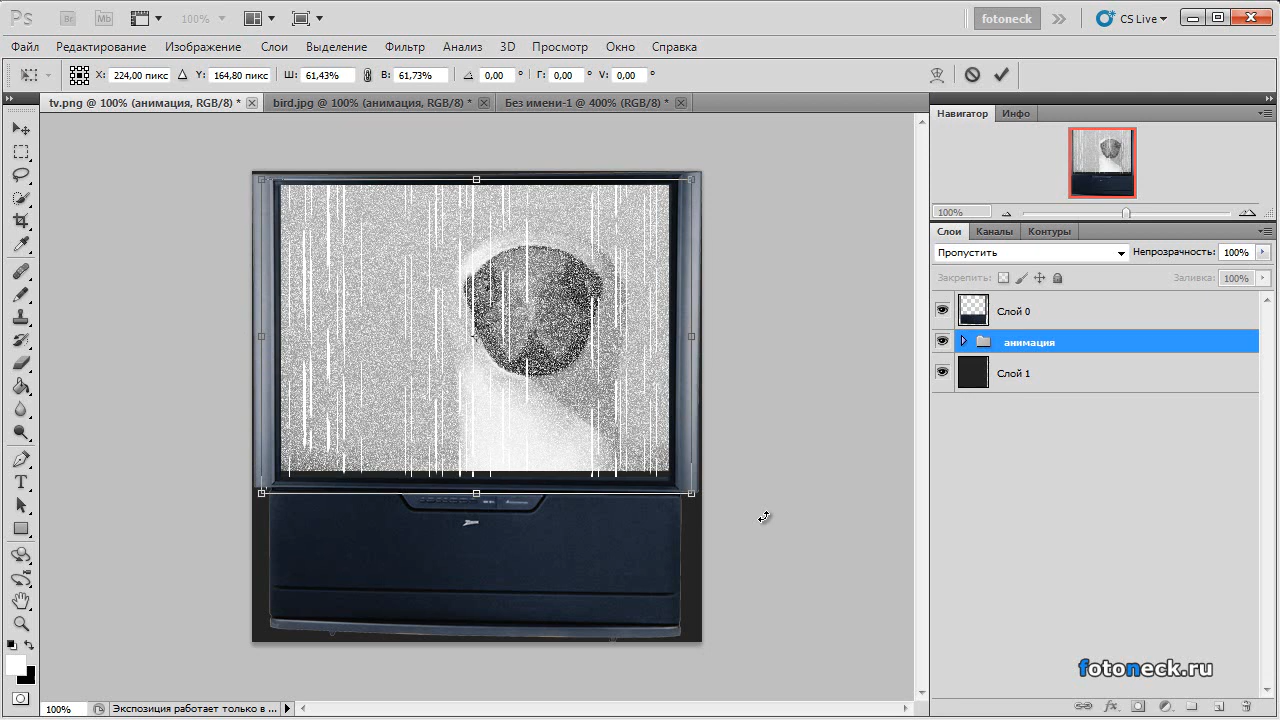 Ps Br Mb 100% fotoneck CS Live
Файл Редактирование Изображение Слои Выделение Фильтр Анализ 3D Просмотр Окно Справка
X: 224,00 пикс Y: 164,80 пикс Ш: 61,43% В: 61,73% 0,00 ° Г: 0,00 ° V: 0,00 °
tv.png @ 100% (анимация, RGB/8) * bird.jpg @ 100% (анимация, RGB/8) * Без имени-1 @ 400% (RGB/8) *
Навигатор Инфо
100%
Слои Каналы Контуры
Пропустить Непрозрачность: 100%
Закрепить: Заливка: 100%
Слой 0
анимация
Слой 1
T
fotoneck.ru
100% Экспозиция работает только в ...